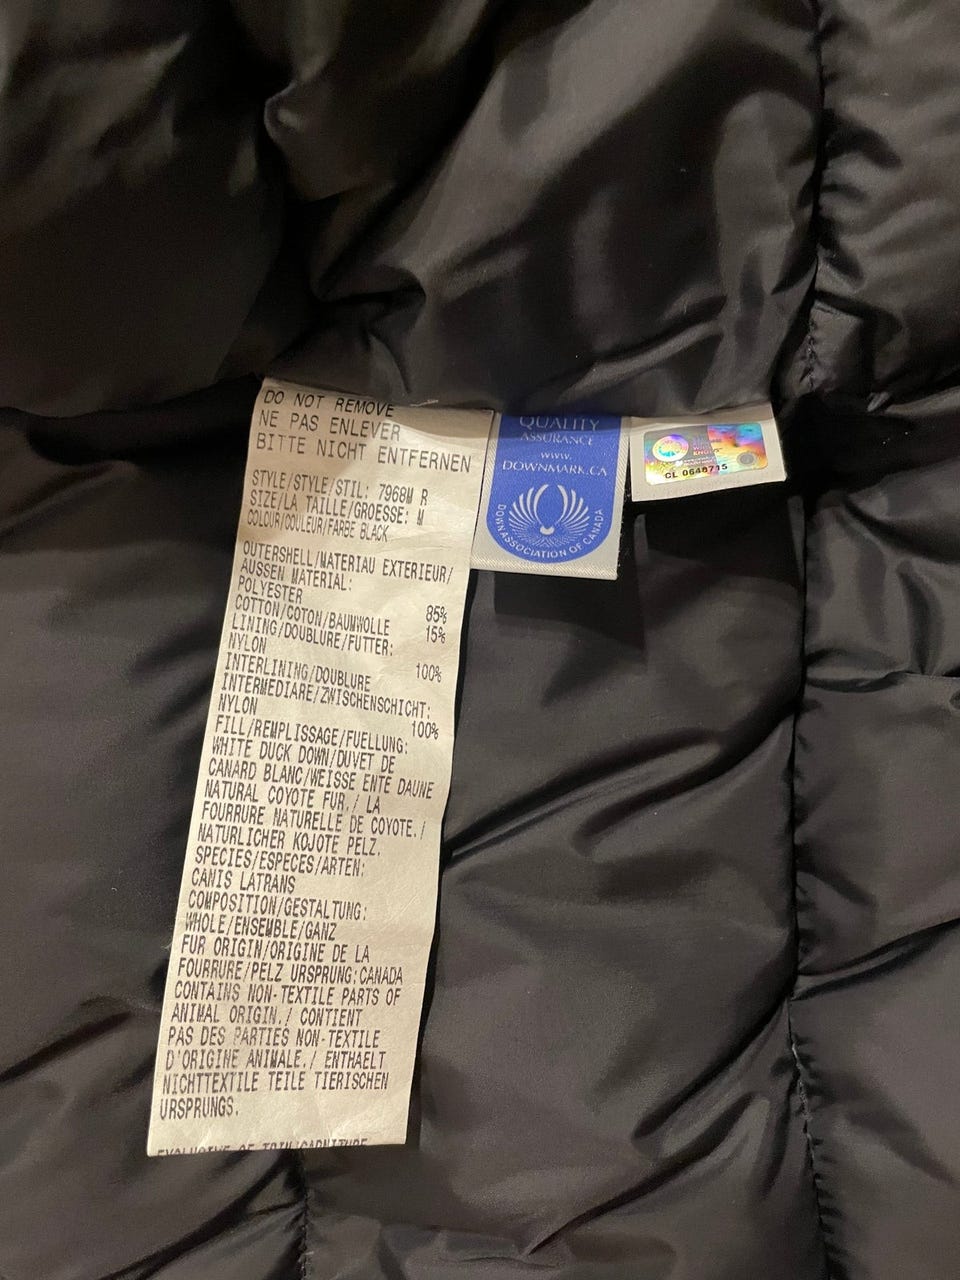 DO NOT REMOVE
NE PAS ENLEVER
BITTE NICHT ENTFERNEN
STYLE/STYLE/STIL: 7968M R
SIZE/LA TAILLE/GROESSE: M
COLOUR/COULEUR/FARBE BLACK
OUTERSHELL/MATERIAU EXTERIEUR/
AUSSEN MATERIAL:
POLYESTER 85%
COTTON/COTON/BAUMWOLLE 15%
LINING/DOUBLURE/FUTTER:
NYLON 100%
INTERLINING/DOUBLURE
INTERMEDIARE/ZWISCHENSCHICHT:
NYLON 100%
FILL/REMPLISSAGE/FUELLUNG:
WHITE DUCK DOWN/DUVET DE
CANARD BLANC/WEISSE ENTE DAUNE
NATURAL COYOTE FUR./ LA
FOURRURE NATURELLE DE COYOTE./
NATURLICHER KOJOTE PELZ.
SPECIES/ESPECES/ARTEN:
CANIS LATRANS
COMPOSITION/GESTALTUNG:
WHOLE/ENSEMBLE/GANZ
FUR ORIGIN/ORIGINE DE LA
FOURRURE/PELZ URSPRUNG:CANADA
CONTAINS NON-TEXTILE PARTS OF
ANIMAL ORIGIN./ CONTIENT
PAS DES PARTIES NON-TEXTILE
D'ORIGINE ANIMALE./ ENTHAELT
NICHTTEXTILE TEILE TIERISCHEN
URSPRUNGS.
EXCLUSIVE OF TRIM/GARNITURE
QUALITY
ASSURANCE
WWW.
DOWNMARK.CA
DOWN ASSOCIATION OF CANADA
CL 0648715